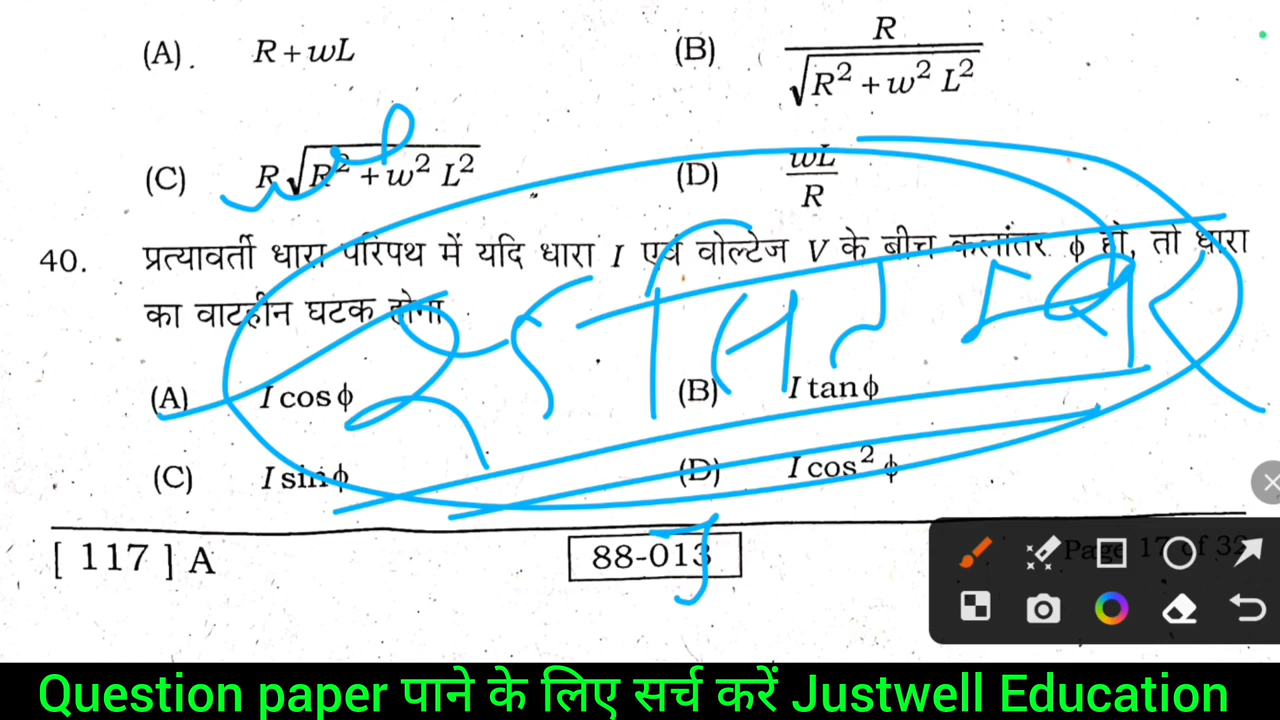 (A). R + wL (B) R / √R² + w² L²
(C) R √R² + w² L² (D) wL / R
40. प्रत्यावर्ती धारा परिपथ में यदि धारा I एवं वोल्टेज V के बीच कलांतर ϕ हो, तो धारा
का वाटहीन घटक होगा
(A) I cos ϕ (B) I tan ϕ
(C) I sin ϕ (D) I cos² ϕ
[ 117 ] A 88-013 Page 17 of 32
Question paper पाने के लिए सर्च करें Justwell Education